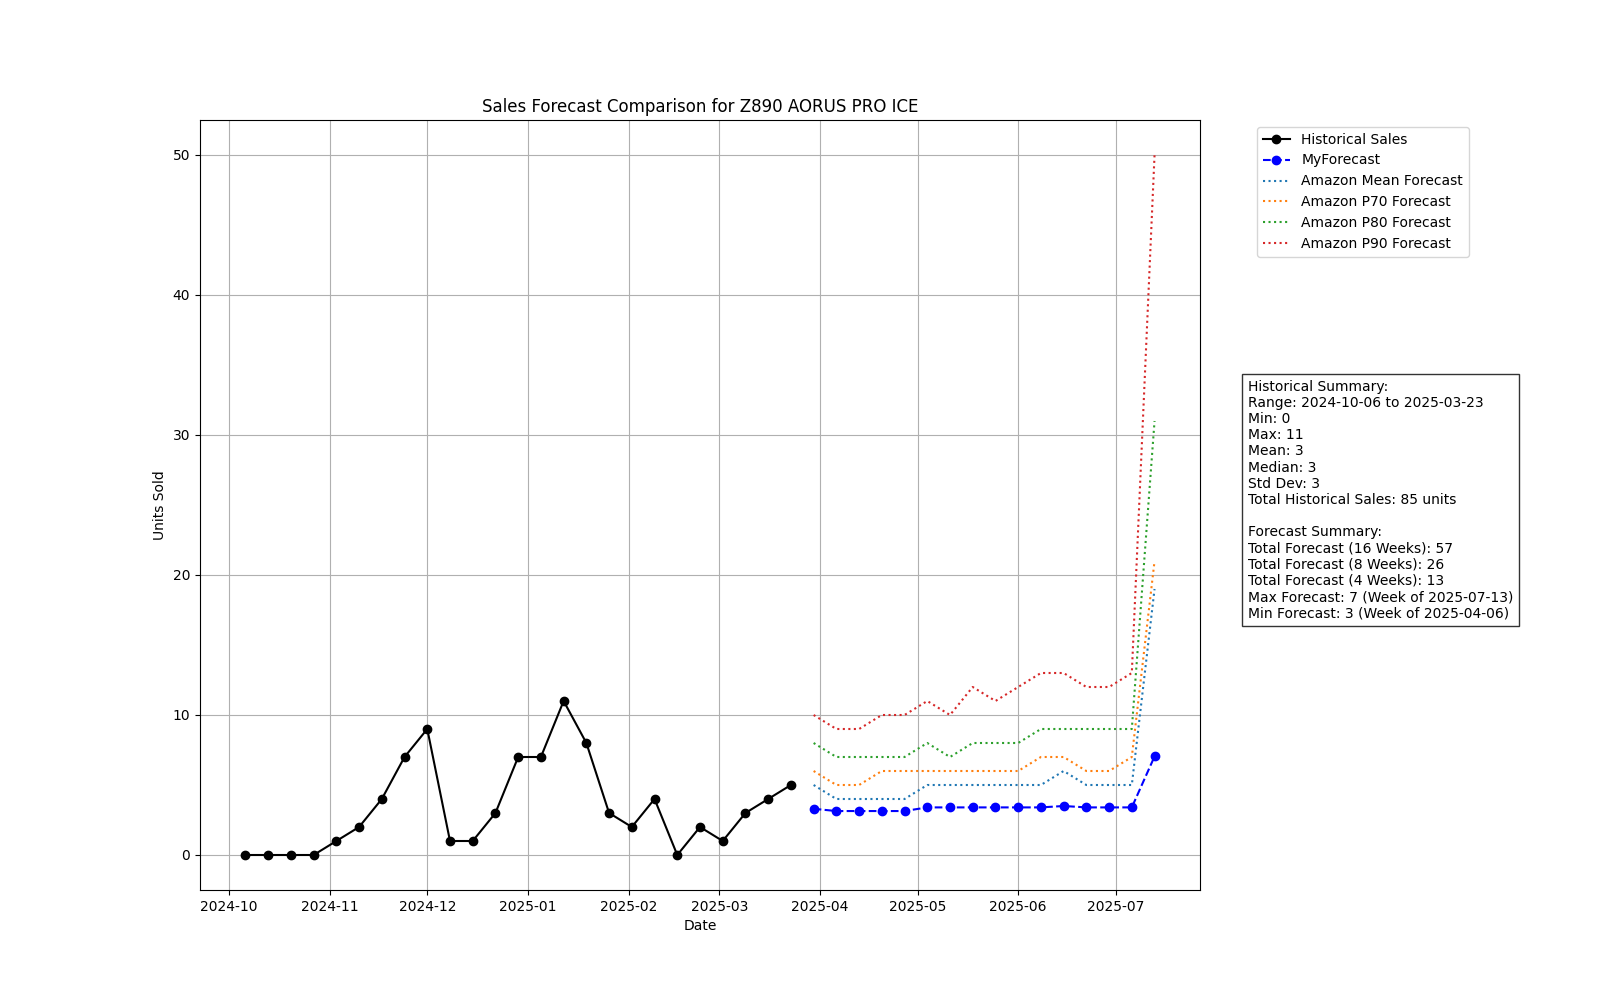 Sales Forecast Comparison for Z890 AORUS PRO ICE
Units Sold
50
40
30
20
10
0
2024-10
2024-11
2024-12
2025-01
2025-02
2025-03
2025-04
2025-05
2025-06
2025-07
Date
Historical Sales
MyForecast
Amazon Mean Forecast
Amazon P70 Forecast
Amazon P80 Forecast
Amazon P90 Forecast
Historical Summary:
Range: 2024-10-06 to 2025-03-23
Min: 0
Max: 11
Mean: 3
Median: 3
Std Dev: 3
Total Historical Sales: 85 units
Forecast Summary:
Total Forecast (16 Weeks): 57
Total Forecast (8 Weeks): 26
Total Forecast (4 Weeks): 13
Max Forecast: 7 (Week of 2025-07-13)
Min Forecast: 3 (Week of 2025-04-06)